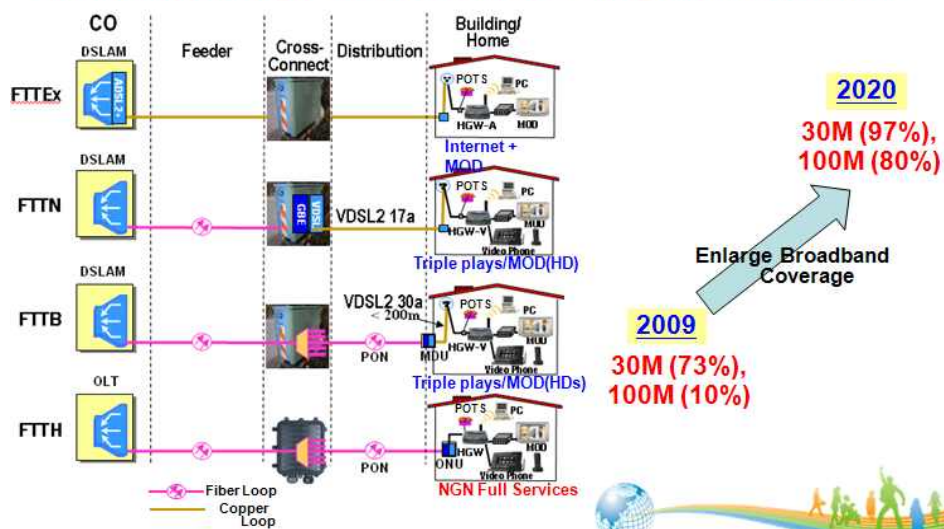 CO
Feeder
Cross-
Connect
Distribution
Building/
Home
FTTEx
DSLAM
ADSL2+
POTS
PC
HGW-A
MOD
Internet +
MOD
FTTN
DSLAM
GBE
VDSL
VDSL2 17a
POTS
PC
HGW-V
MOD
Video Phone
Triple plays/MOD(HD)
FTTB
DSLAM
VDSL2 30a
< 200m
PON
MDU
POTS
PC
HGW-V
MOD
Video Phone
Triple plays/MOD(HDs)
FTTH
OLT
PON
ONU
POTS
PC
HGW
MOD
Video Phone
NGN Full Services
Fiber Loop
Copper
Loop
2020
30M (97%),
100M (80%)
Enlarge Broadband
Coverage
2009
30M (73%),
100M (10%)